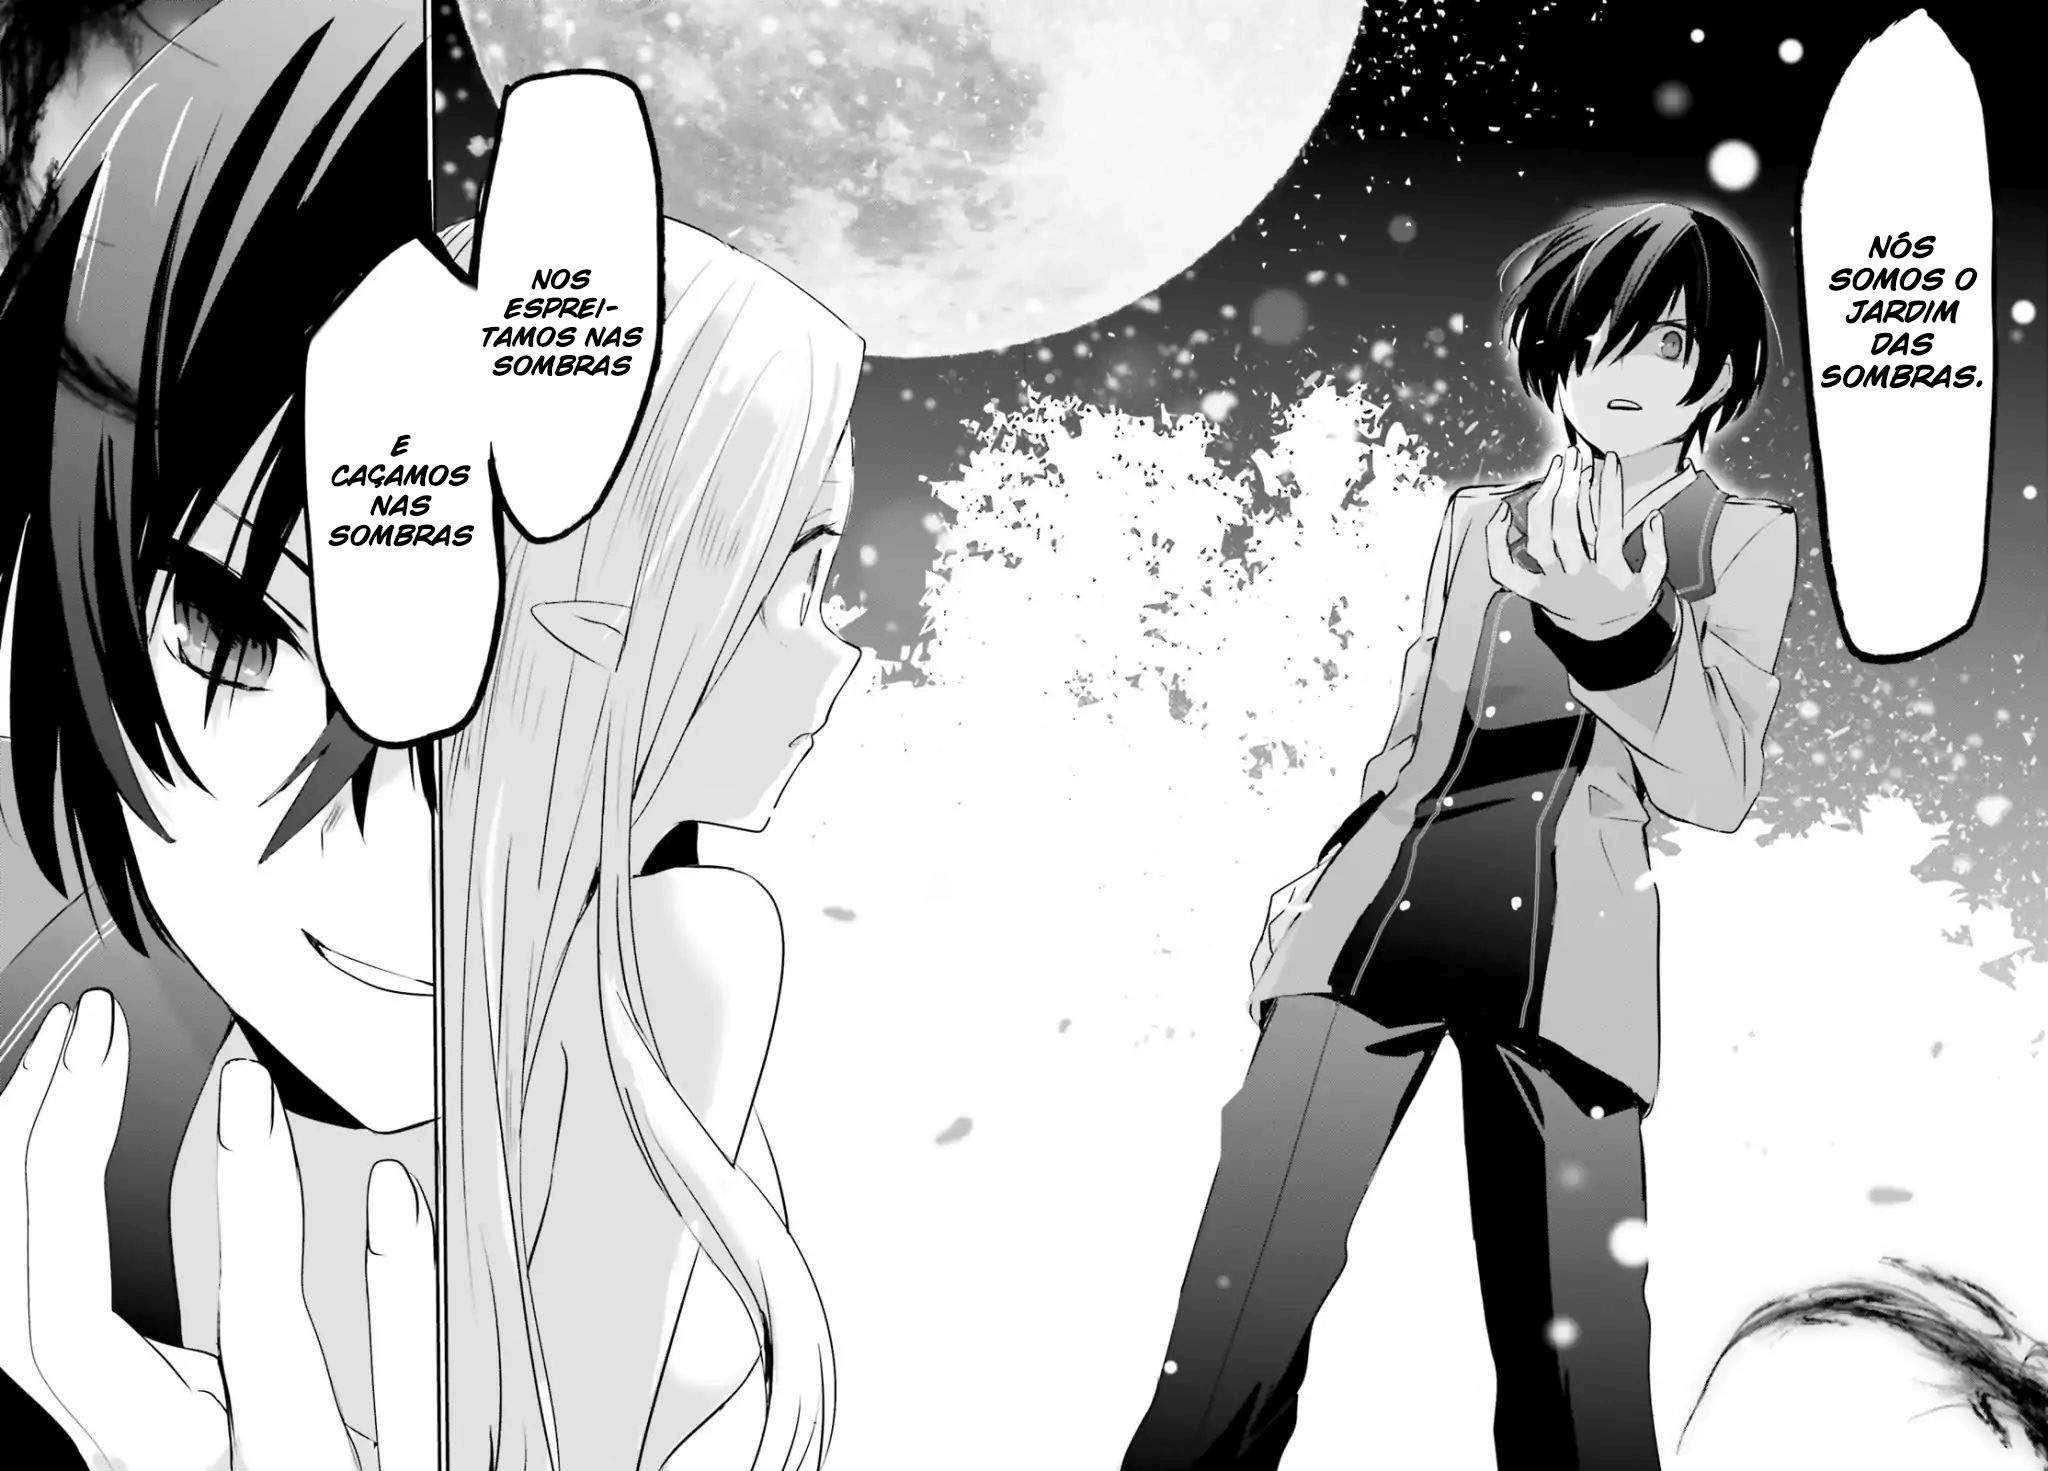 NÓS
SOMOS O
JARDIM
DAS
SOMBRAS.
NOS
ESPREI-
TAMOS NAS
SOMBRAS
E
CAÇAMOS
NAS
SOMBRAS